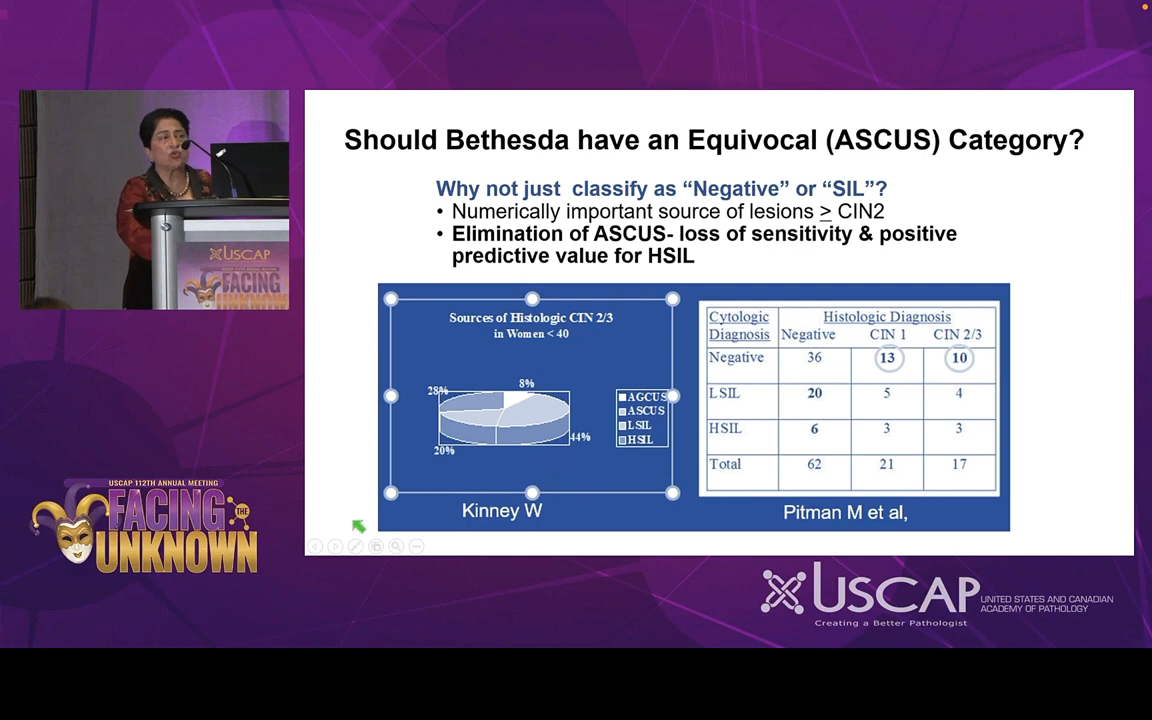 Should Bethesda have an Equivocal (ASCUS) Category?
Why not just classify as “Negative” or “SIL”?
• Numerically important source of lesions > CIN2
• Elimination of ASCUS- loss of sensitivity & positive
predictive value for HSIL
Sources of Histologic CIN 2/3
in Women < 40
28%
8%
44%
20%
AGCUS
ASCUS
LSIL
HSIL
Kinney W
Cytologic Histologic Diagnosis
Diagnosis Negative CIN 1 CIN 2/3
Negative 36 13 10
LSIL 20 5 4
HSIL 6 3 3
Total 62 21 17
Pitman M et al,
USCAP
FACING
UNKNOWN
USCAP 112TH ANNUAL MEETING
FACING
THE
UNKNOWN
USCAP
UNITED STATES AND CANADIAN
ACADEMY OF PATHOLOGY
Creating a Better Pathologist